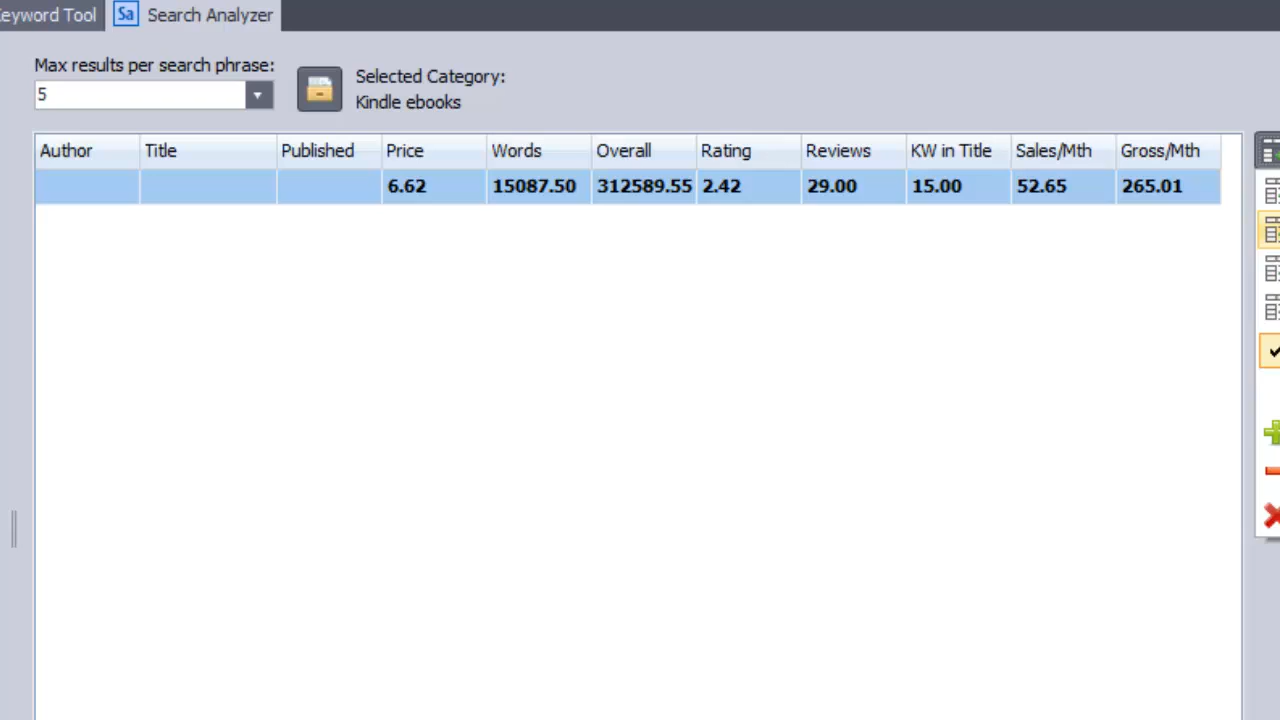 eyword Tool Sa Search Analyzer
Max results per search phrase:
5
Selected Category:
Kindle ebooks
Author Title Published Price Words Overall Rating Reviews KW in Title Sales/Mth Gross/Mth
6.62 15087.50 312589.55 2.42 29.00 15.00 52.65 265.01